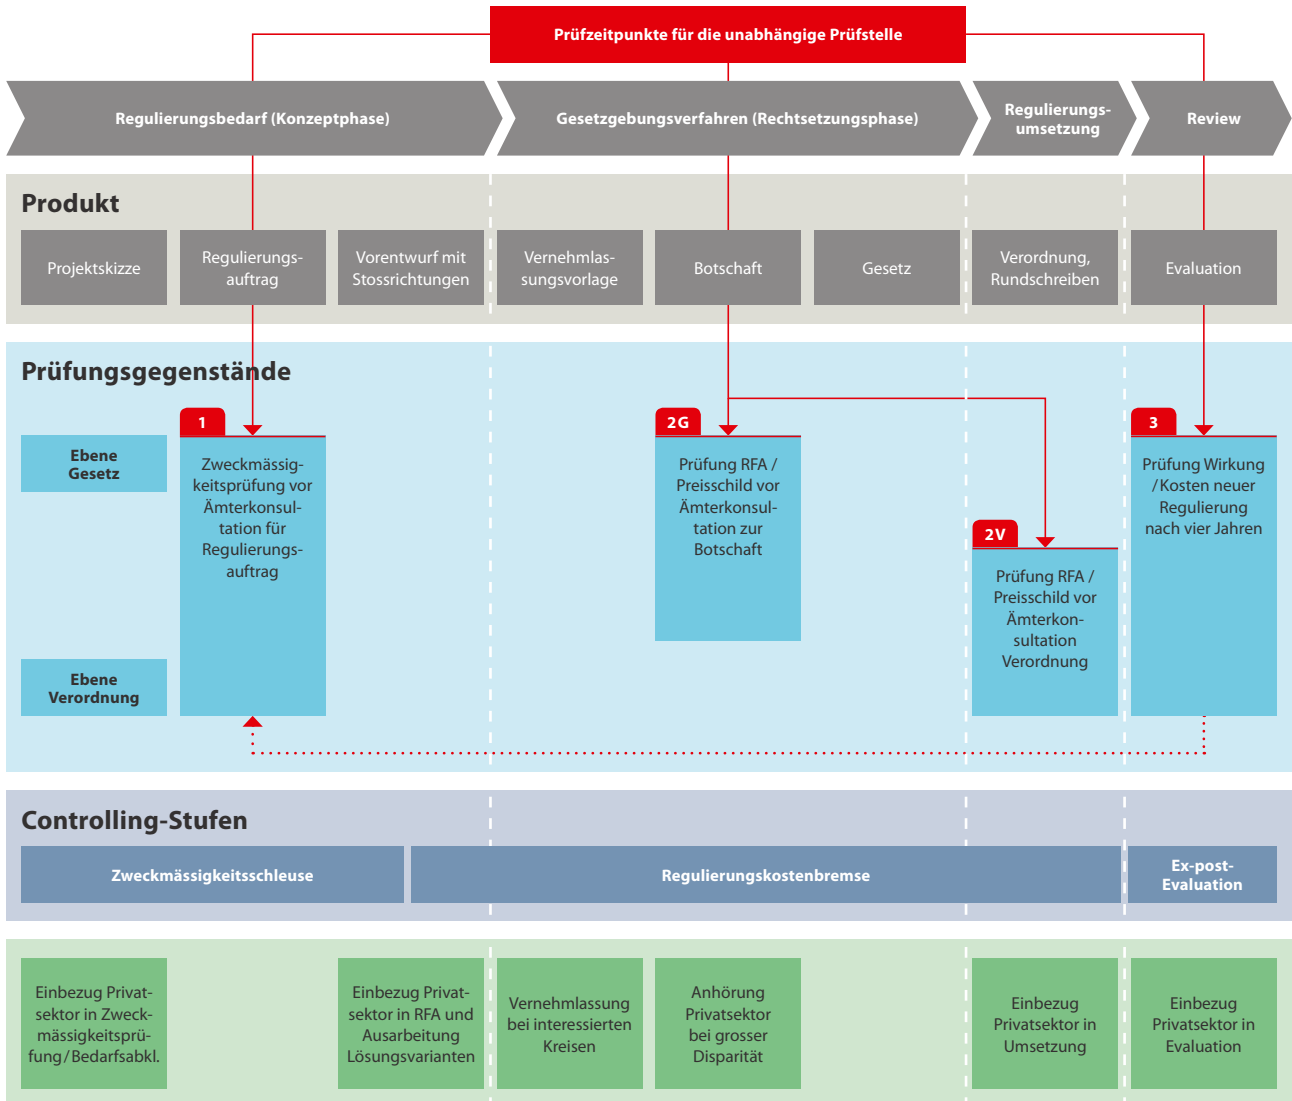 Prüfzeitpunkte für die unabhängige Prüfstelle
Regulierungsbedarf (Konzeptphase)
Gesetzgebungsverfahren (Rechtsetzungsphase)
Regulierungs-
umsetzung
Review
Produkt
Projektskizze
Regulierungs-
auftrag
Vorentwurf mit
Stossrichtungen
Vernehmlas-
sungsvorlage
Botschaft
Gesetz
Verordnung,
Rundschreiben
Evaluation
Prüfungsgegenstände
Ebene
Gesetz
Ebene
Verordnung
1
Zweckmässig-
keitsprüfung vor
Ämterkonsul-
tation für
Regulierungs-
auftrag
2G
Prüfung RFA /
Preisschild vor
Ämterkonsul-
tation zur
Botschaft
2V
Prüfung RFA /
Preisschild vor
Ämterkon-
sultation
Verordnung
3
Prüfung Wirkung
/Kosten neuer
Regulierung
nach vier Jahren
Controlling-Stufen
Zweckmässigkeitsschleuse
Regulierungskostenbremse
Ex-post-
Evaluation
Einbezug Privat-
sektor in Zweck-
mässigkeitsprü-
fung/Bedarfsabkl.
Einbezug Privat-
sektor in RFA und
Ausarbeitung
Lösungsvarianten
Vernehmlassung
bei interessierten
Kreisen
Anhörung
Privatsektor
bei grosser
Disparität
Einbezug
Privatsektor in
Umsetzung
Einbezug
Privatsektor in
Evaluation